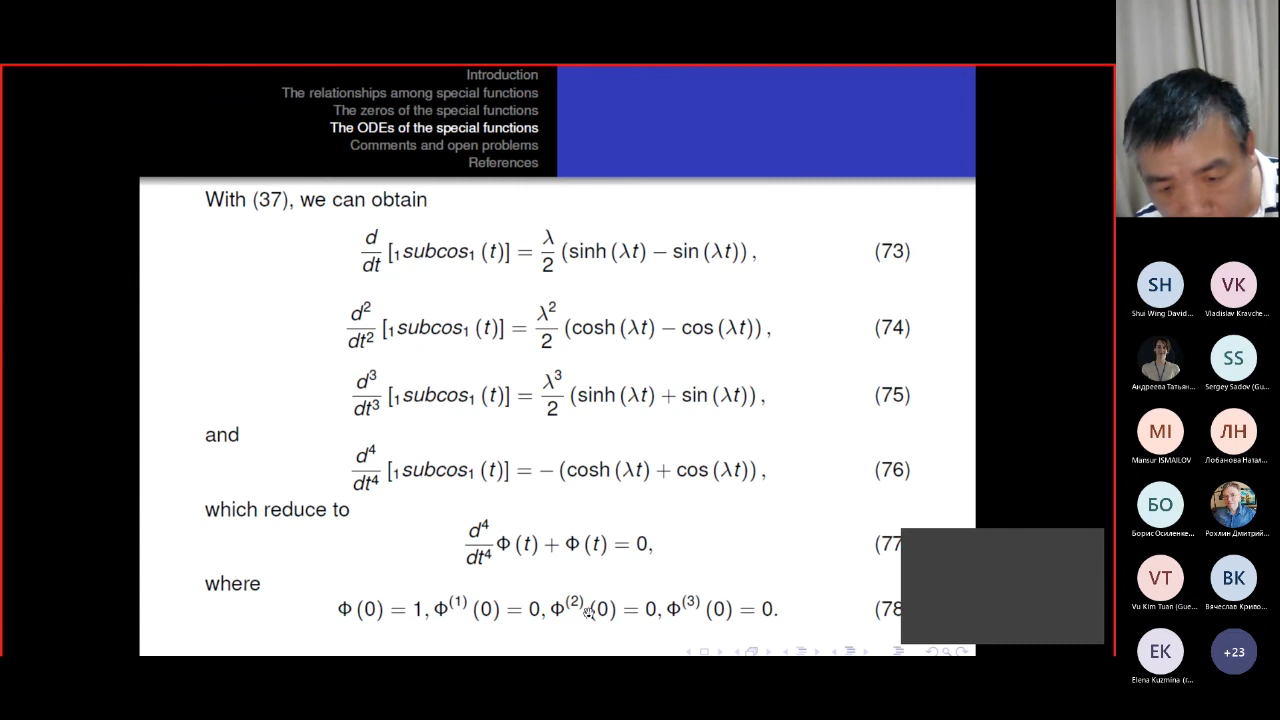 Introduction
The relationships among special functions
The zeros of the special functions
The ODEs of the special functions
Comments and open problems
References
With (37), we can obtain
d/dt [₁subcos₁ (t)] = λ/2 (sinh (λt) − sin (λt)) , (73)
d²/dt² [₁subcos₁ (t)] = λ²/2 (cosh (λt) − cos (λt)) , (74)
d³/dt³ [₁subcos₁ (t)] = λ³/2 (sinh (λt) + sin (λt)) , (75)
and
d⁴/dt⁴ [₁subcos₁ (t)] = − (cosh (λt) + cos (λt)) , (76)
which reduce to
d⁴/dt⁴ Φ (t) + Φ (t) = 0, (77
where
Φ (0) = 1, Φ⁽¹⁾ (0) = 0, Φ⁽²⁾ (0) = 0, Φ⁽³⁾ (0) = 0. (78
SH
Shui Wing David...
VK
Vladislav Kravche...
Андреева Татьян...
SS
Sergey Sadov (Gu...
MI
Mansur ISMAILOV
ЛН
Лобанова Натал...
БО
Борис Осиленке...
Рохлин Дмитрий...
VT
Vu Kim Tuan (Gue...
ВК
Вячеслав Криво...
EK
Elena Kuzmina (г...
+23